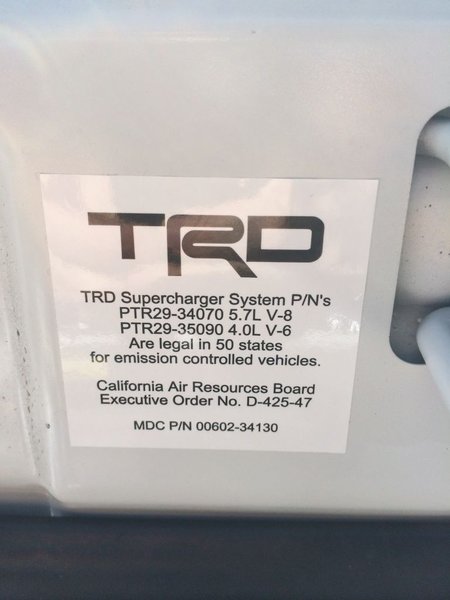 TRD
TRD Supercharger System P/N's
PTR29-34070 5.7L V-8
PTR29-35090 4.0L V-6
Are legal in 50 states
for emission controlled vehicles.
California Air Resources Board
Executive Order No. D-425-47
MDC P/N 00602-34130